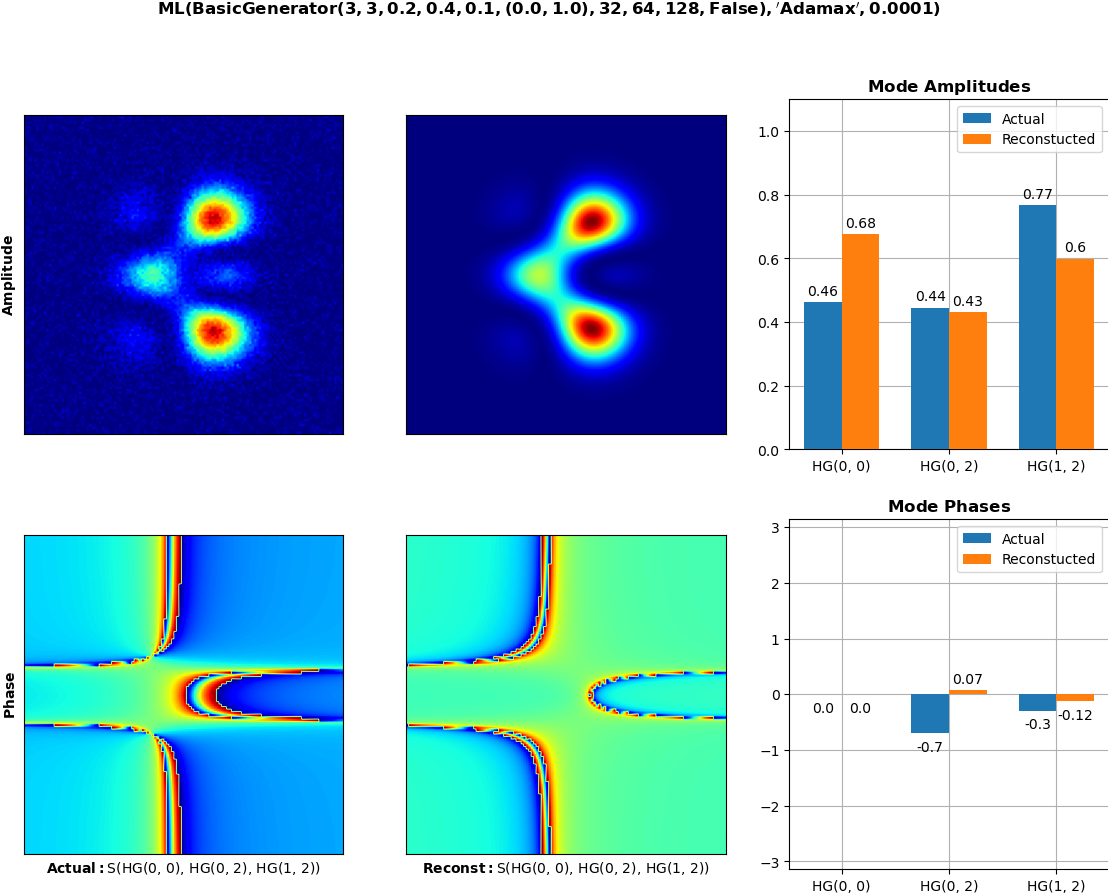 ML(BasicGenerator(3, 3, 0.2, 0.4, 0.1, (0.0, 1.0), 32, 64, 128, False), 'Adamax', 0.0001)
Amplitude
Mode Amplitudes
Actual
Reconstucted
1.0
0.8
0.6
0.4
0.2
0.0
0.46
0.68
0.44
0.43
0.77
0.6
HG(0, 0)
HG(0, 2)
HG(1, 2)
Phase
Actual: S(HG(0, 0), HG(0, 2), HG(1, 2))
Reconst: S(HG(0, 0), HG(0, 2), HG(1, 2))
Mode Phases
Actual
Reconstucted
3
2
1
0
−1
−2
−3
0.0
0.0
-0.7
0.07
-0.3
-0.12
HG(0, 0)
HG(0, 2)
HG(1, 2)